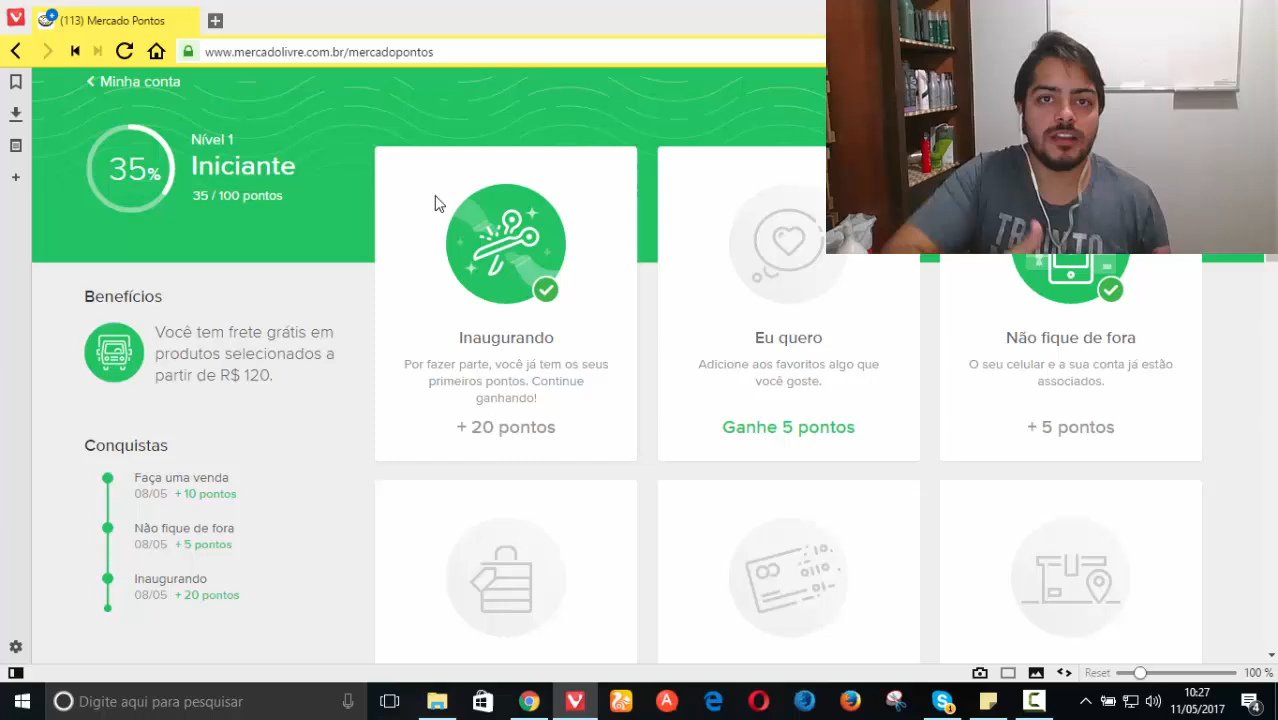 (113) Mercado Pontos
www.mercadolivre.com.br/mercadopontos
Minha conta
35%
Nível 1
Iniciante
35 / 100 pontos
Benefícios
Você tem frete grátis em
produtos selecionados a
partir de R$ 120.
Conquistas
Faça uma venda
08/05 + 10 pontos
Não fique de fora
08/05 + 5 pontos
Inaugurando
08/05 + 20 pontos
Inaugurando
Por fazer parte, você já tem os seus
primeiros pontos. Continue
ganhando!
+ 20 pontos
Eu quero
Adicione aos favoritos algo que
você goste.
Ganhe 5 pontos
Não fique de fora
O seu celular e a sua conta já estão
associados.
+ 5 pontos
Reset
100 %
Digite aqui para pesquisar
10:27
11/05/2017